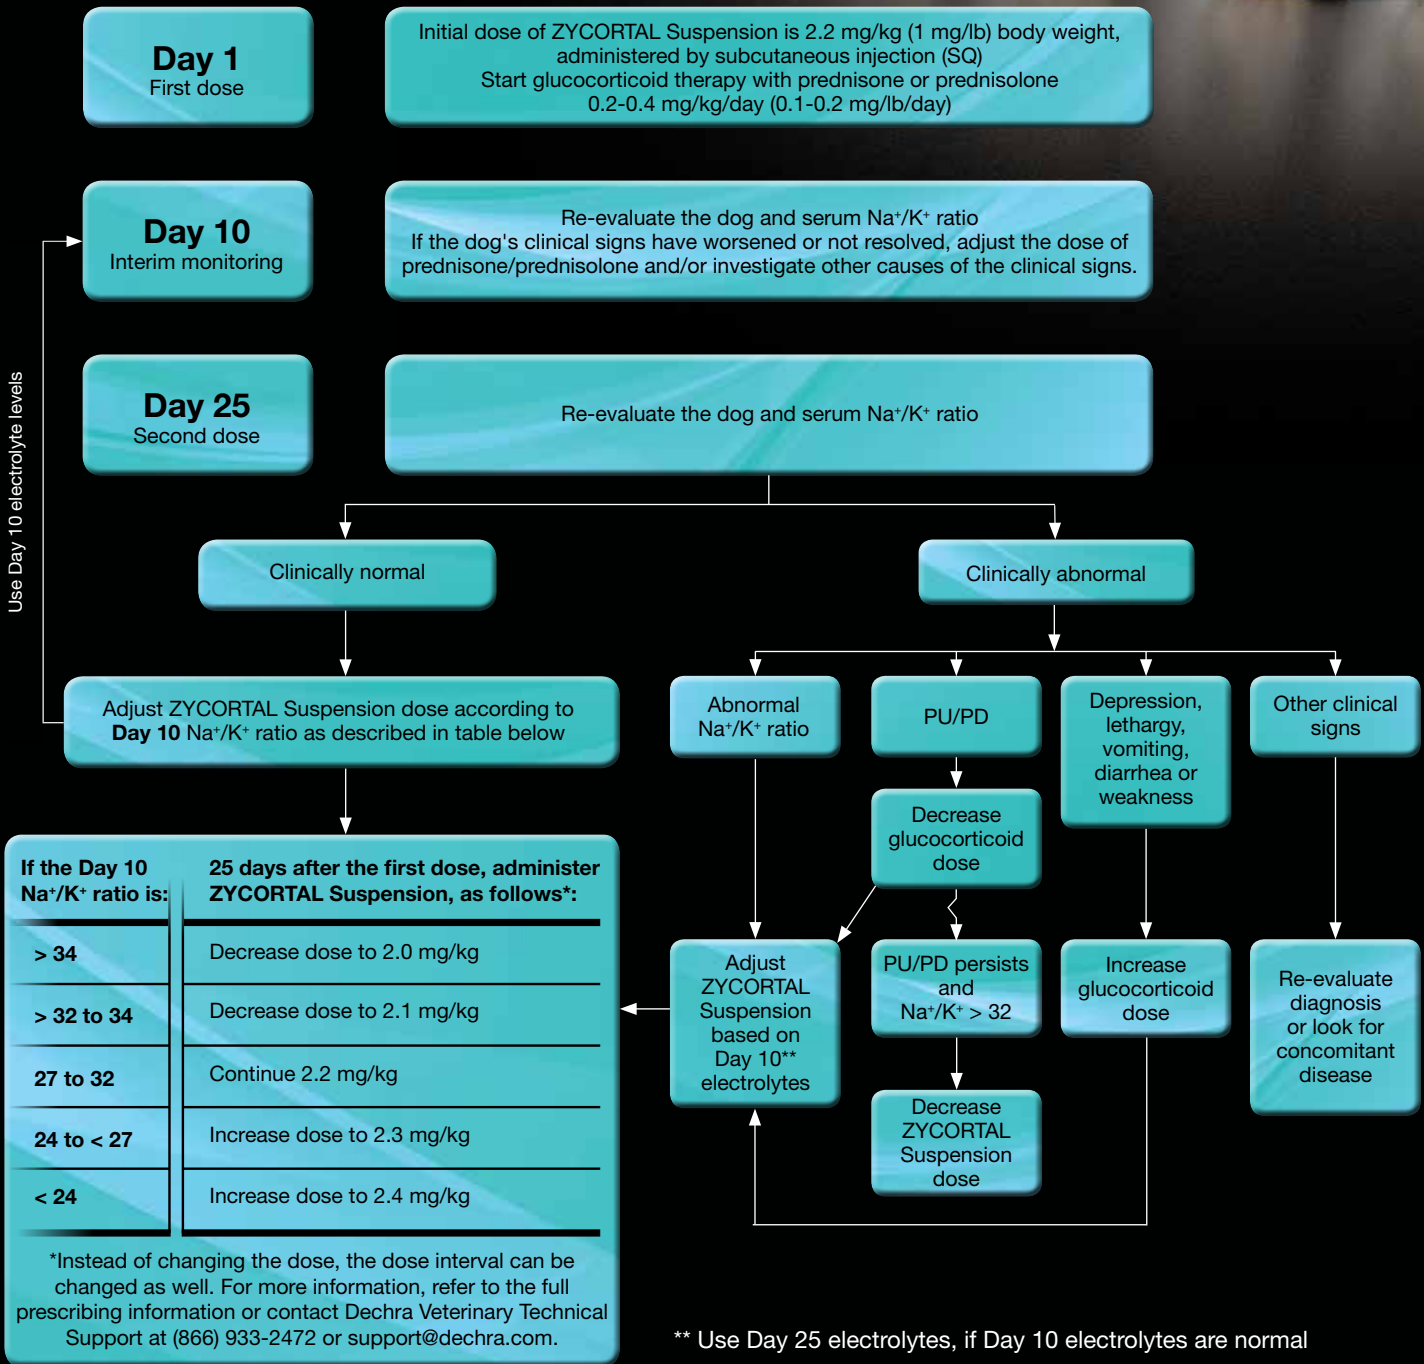 Day 1
First dose
Initial dose of ZYCORTAL Suspension is 2.2 mg/kg (1 mg/lb) body weight,
administered by subcutaneous injection (SQ)
Start glucocorticoid therapy with prednisone or prednisolone
0.2-0.4 mg/kg/day (0.1-0.2 mg/lb/day)
Day 10
Interim monitoring
Re-evaluate the dog and serum Na⁺/K⁺ ratio
If the dog's clinical signs have worsened or not resolved, adjust the dose of
prednisone/prednisolone and/or investigate other causes of the clinical signs.
Day 25
Second dose
Re-evaluate the dog and serum Na⁺/K⁺ ratio
Use Day 10 electrolyte levels
Clinically normal
Clinically abnormal
Adjust ZYCORTAL Suspension dose according to
Day 10 Na⁺/K⁺ ratio as described in table below
Abnormal
Na⁺/K⁺ ratio
PU/PD
Depression,
lethargy,
vomiting,
diarrhea or
weakness
Other clinical
signs
Decrease
glucocorticoid
dose
Adjust
ZYCORTAL
Suspension
based on
Day 10**
electrolytes
PU/PD persists
and
Na⁺/K⁺ > 32
Increase
glucocorticoid
dose
Re-evaluate
diagnosis
or look for
concomitant
disease
Decrease
ZYCORTAL
Suspension
dose
If the Day 10
Na⁺/K⁺ ratio is:
25 days after the first dose, administer
ZYCORTAL Suspension, as follows*:
> 34 Decrease dose to 2.0 mg/kg
> 32 to 34 Decrease dose to 2.1 mg/kg
27 to 32 Continue 2.2 mg/kg
24 to < 27 Increase dose to 2.3 mg/kg
< 24 Increase dose to 2.4 mg/kg
*Instead of changing the dose, the dose interval can be
changed as well. For more information, refer to the full
prescribing information or contact Dechra Veterinary Technical
Support at (866) 933-2472 or support@dechra.com.
** Use Day 25 electrolytes, if Day 10 electrolytes are normal